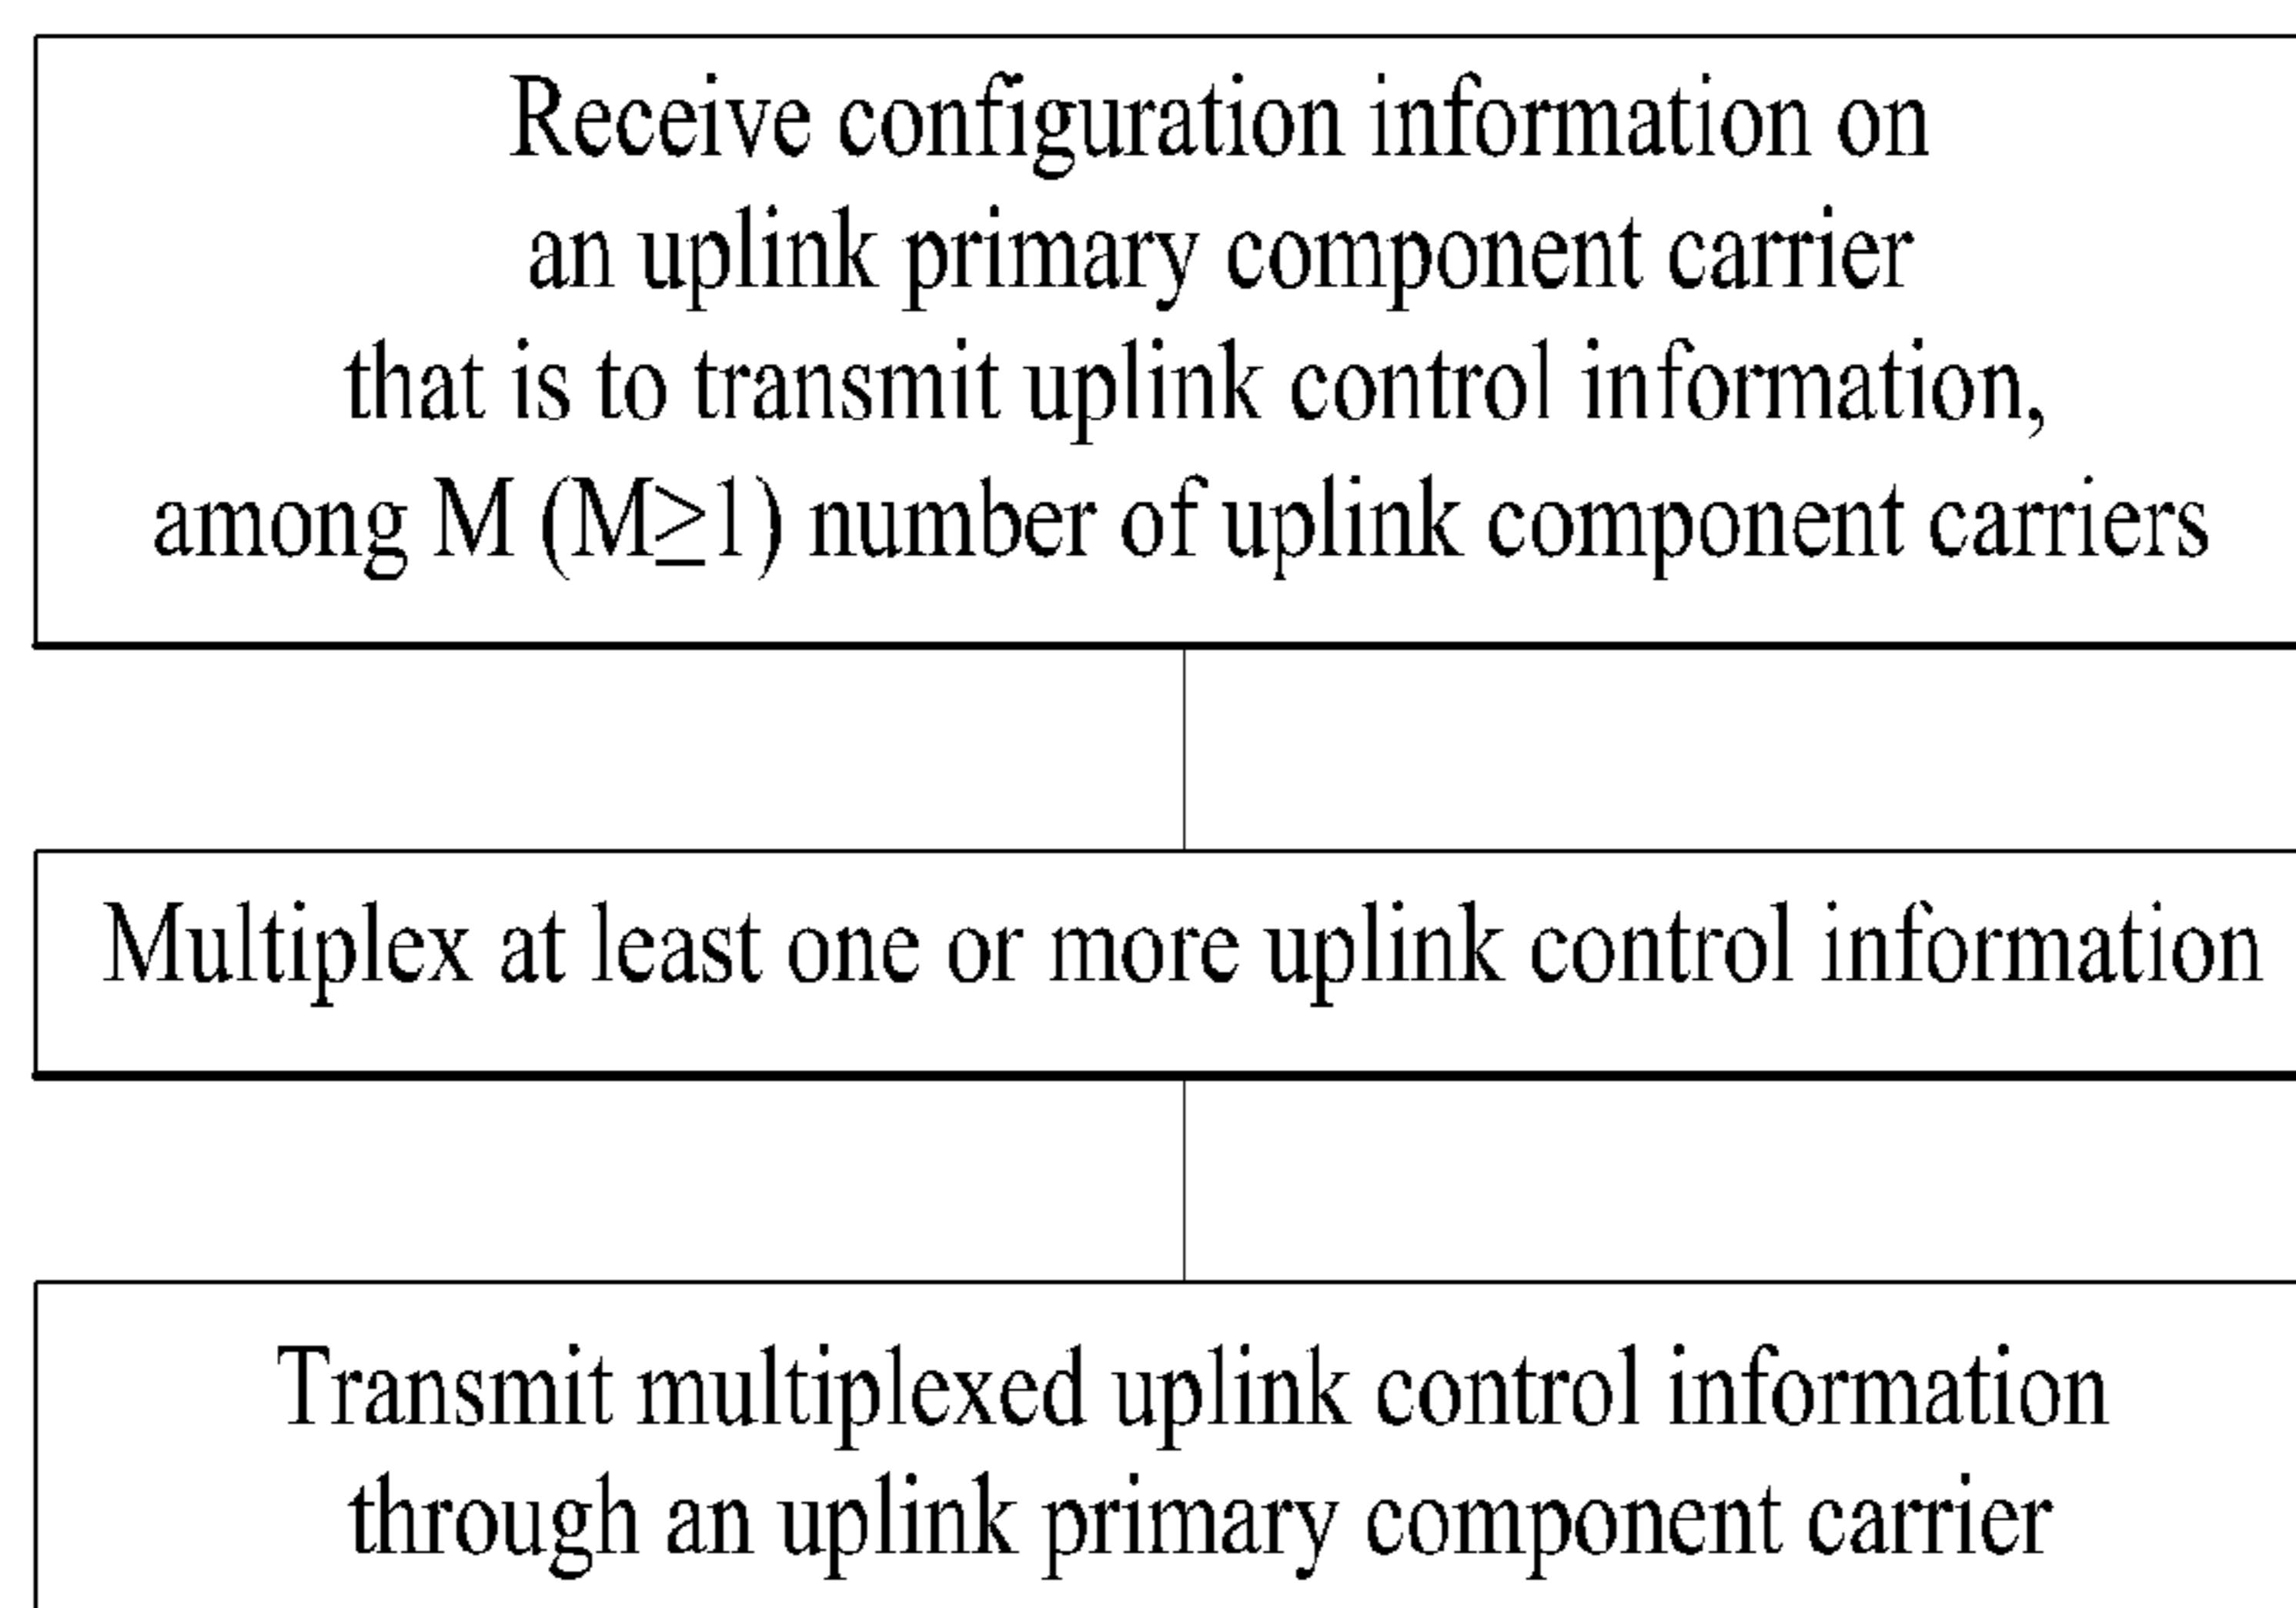 Receive configuration information on
an uplink primary component carrier
that is to transmit uplink control information,
among M (M≥1) number of uplink component carriers
Multiplex at least one or more uplink control information
Transmit multiplexed uplink control information
through an uplink primary component carrier